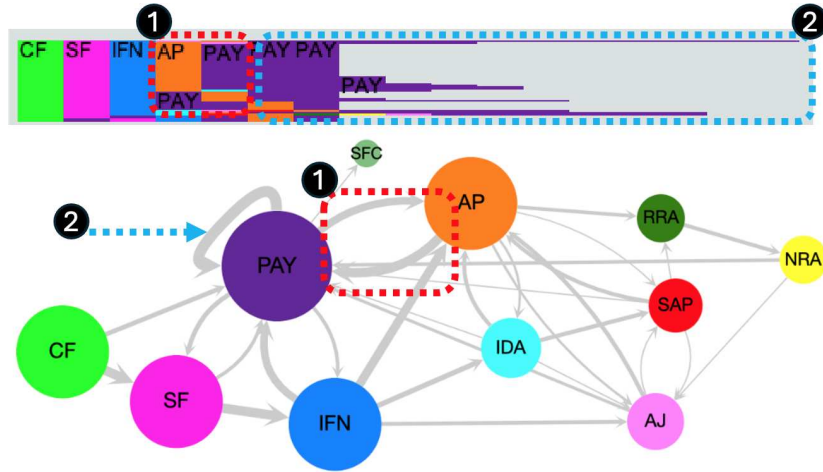 1 2
CF SF IFN AP PAY PAY PAY
PAY PAY
SFC
1
AP
2
RRA
PAY
NRA
SAP
CF
IDA
SF
IFN
AJ